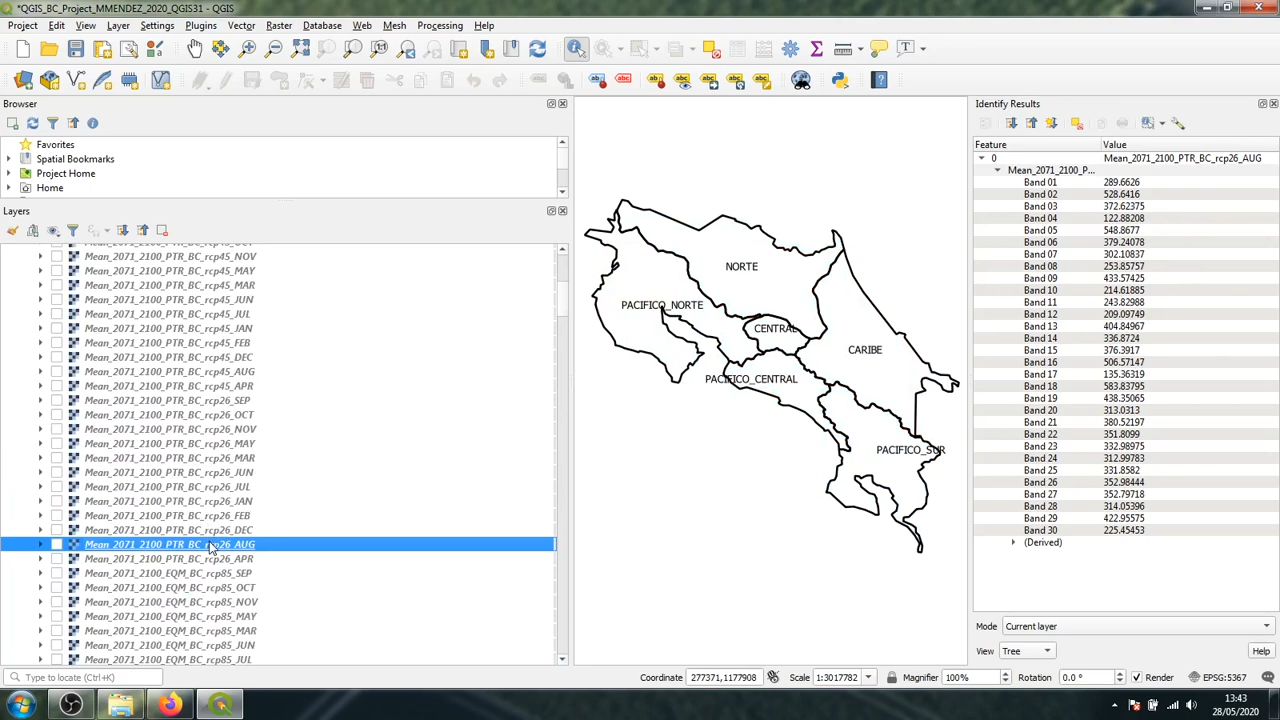 *QGIS_BC_Project_MMENDEZ_2020_QGIS31 - QGIS
Project Edit View Layer Settings Plugins Vector Raster Database Web Mesh Processing Help
Browser
Favorites
Spatial Bookmarks
Project Home
Home
Layers
Mean_2071_2100_PTR_BC_rcp45_OCT
Mean_2071_2100_PTR_BC_rcp45_NOV
Mean_2071_2100_PTR_BC_rcp45_MAY
Mean_2071_2100_PTR_BC_rcp45_MAR
Mean_2071_2100_PTR_BC_rcp45_JUN
Mean_2071_2100_PTR_BC_rcp45_JUL
Mean_2071_2100_PTR_BC_rcp45_JAN
Mean_2071_2100_PTR_BC_rcp45_FEB
Mean_2071_2100_PTR_BC_rcp45_DEC
Mean_2071_2100_PTR_BC_rcp45_AUG
Mean_2071_2100_PTR_BC_rcp45_APR
Mean_2071_2100_PTR_BC_rcp26_SEP
Mean_2071_2100_PTR_BC_rcp26_OCT
Mean_2071_2100_PTR_BC_rcp26_NOV
Mean_2071_2100_PTR_BC_rcp26_MAY
Mean_2071_2100_PTR_BC_rcp26_MAR
Mean_2071_2100_PTR_BC_rcp26_JUN
Mean_2071_2100_PTR_BC_rcp26_JUL
Mean_2071_2100_PTR_BC_rcp26_JAN
Mean_2071_2100_PTR_BC_rcp26_FEB
Mean_2071_2100_PTR_BC_rcp26_DEC
Mean_2071_2100_PTR_BC_rcp26_AUG
Mean_2071_2100_PTR_BC_rcp26_APR
Mean_2071_2100_EQM_BC_rcp85_SEP
Mean_2071_2100_EQM_BC_rcp85_OCT
Mean_2071_2100_EQM_BC_rcp85_NOV
Mean_2071_2100_EQM_BC_rcp85_MAY
Mean_2071_2100_EQM_BC_rcp85_MAR
Mean_2071_2100_EQM_BC_rcp85_JUN
Mean_2071_2100_EQM_BC_rcp85_JUL
NORTE
PACIFICO_NORTE
CENTRAL
CARIBE
PACIFICO_CENTRAL
PACIFICO_SUR
Identify Results
Feature Value
0 Mean_2071_2100_PTR_BC_rcp26_AUG
Mean_2071_2100_P...
Band 01 289.6626
Band 02 528.6416
Band 03 372.62375
Band 04 122.88208
Band 05 548.8677
Band 06 379.24078
Band 07 302.10837
Band 08 253.85757
Band 09 433.57425
Band 10 214.61885
Band 11 243.82988
Band 12 209.09749
Band 13 404.84967
Band 14 336.8724
Band 15 376.3917
Band 16 506.57147
Band 17 135.36319
Band 18 583.83795
Band 19 438.35065
Band 20 313.0313
Band 21 380.52197
Band 22 351.8099
Band 23 332.98975
Band 24 312.99783
Band 25 331.8582
Band 26 352.98444
Band 27 352.79718
Band 28 314.05396
Band 29 422.95575
Band 30 225.45453
(Derived)
Mode Current layer
View Tree Help
Type to locate (Ctrl+K) Coordinate 277371,1177908 Scale 1:3017782 Magnifier 100% Rotation 0.0 ° Render EPSG:5367
13:43
28/05/2020